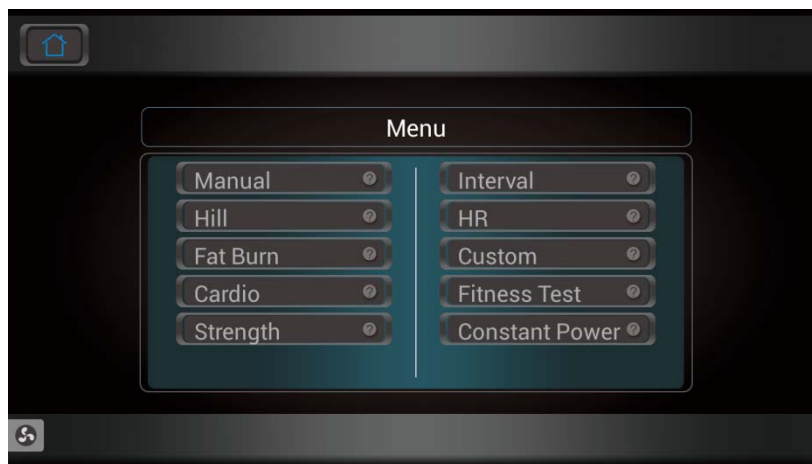 Menu
Manual
Hill
Fat Burn
Cardio
Strength
Interval
HR
Custom
Fitness Test
Constant Power